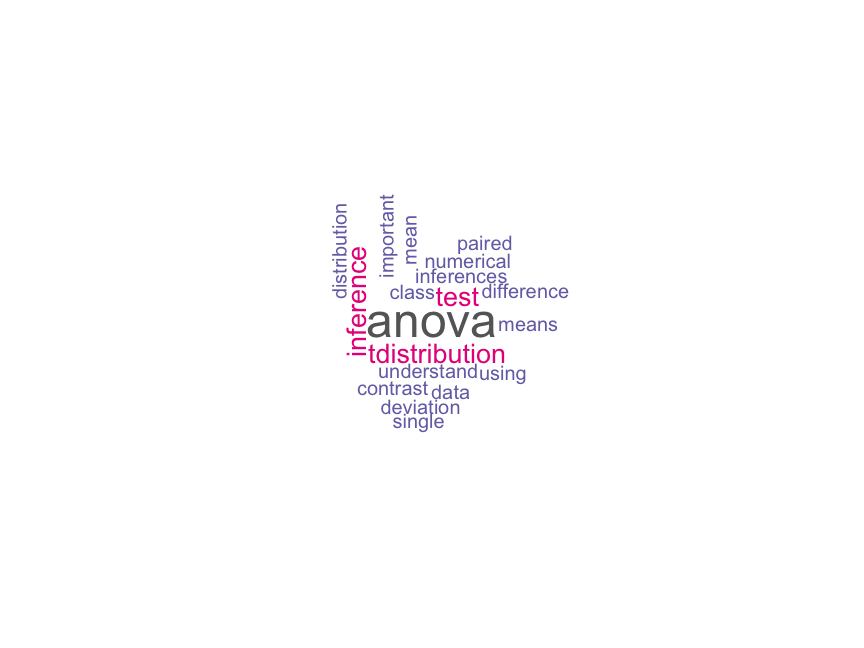 distribution
important
mean
inference
paired
numerical
inferences
class
test
difference
anova
means
tdistribution
understand
using
contrast
data
deviation
single